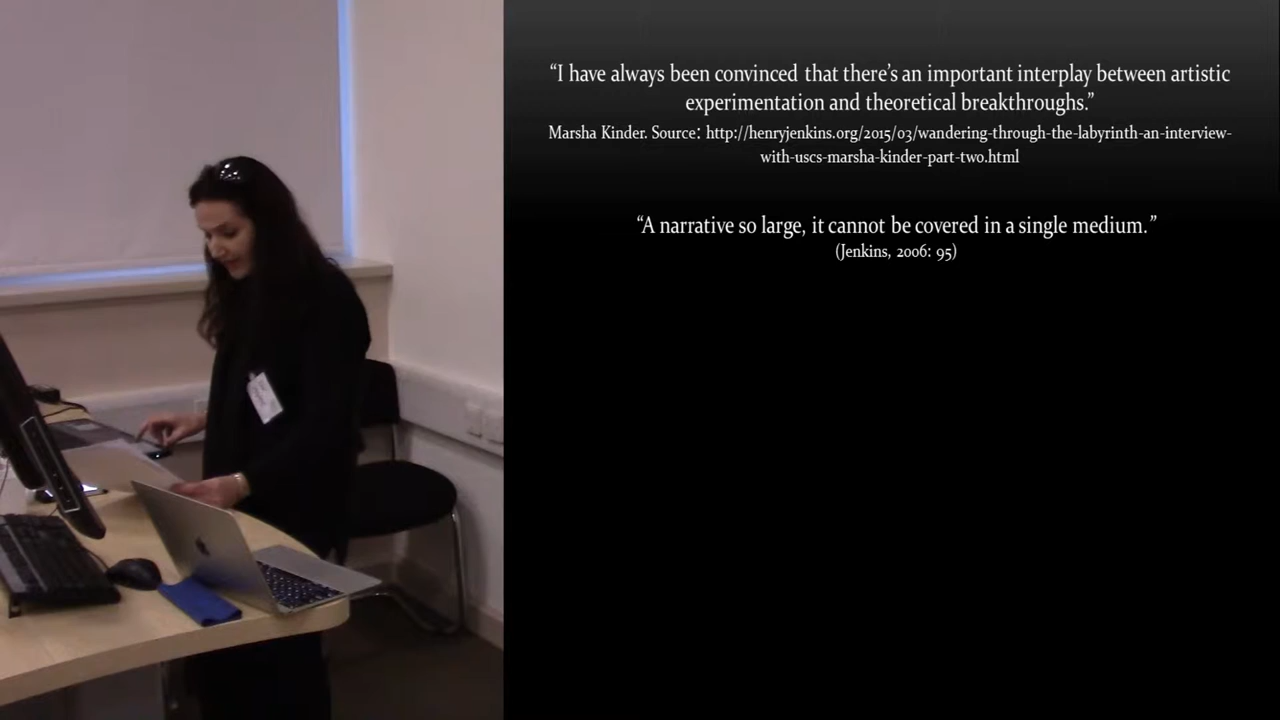 “I have always been convinced that there’s an important interplay between artistic
experimentation and theoretical breakthroughs.”
Marsha Kinder. Source: http://henryjenkins.org/2015/03/wandering-through-the-labyrinth-an-interview-
with-uscs-marsha-kinder-part-two.html
“A narrative so large, it cannot be covered in a single medium.”
(Jenkins, 2006: 95)